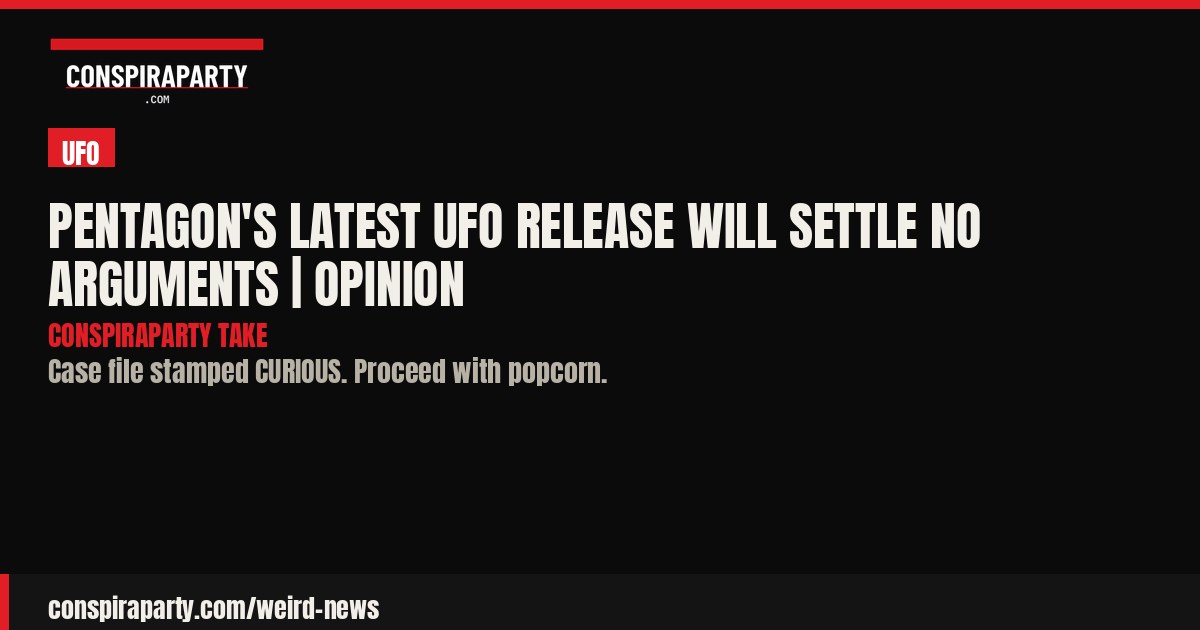 CONSPIRAPARTY
.COM
UFO
PENTAGON'S LATEST UFO RELEASE WILL SETTLE NO
ARGUMENTS | OPINION
CONSPIRAPARTY TAKE
Case file stamped CURIOUS. Proceed with popcorn.
conspiraparty.com/weird-news